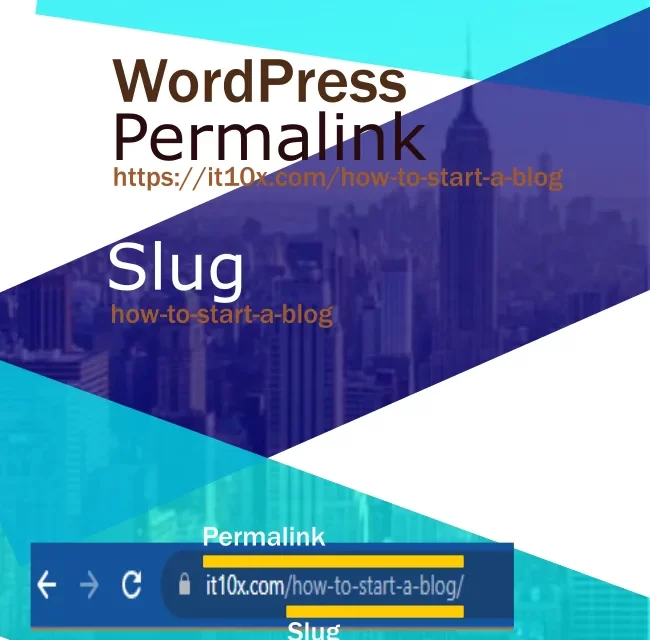 WordPress
Permalink
https://it10x.com/how-to-start-a-blog
Slug
how-to-start-a-blog
Permalink
it10x.com/how-to-start-a-blog/
Slug